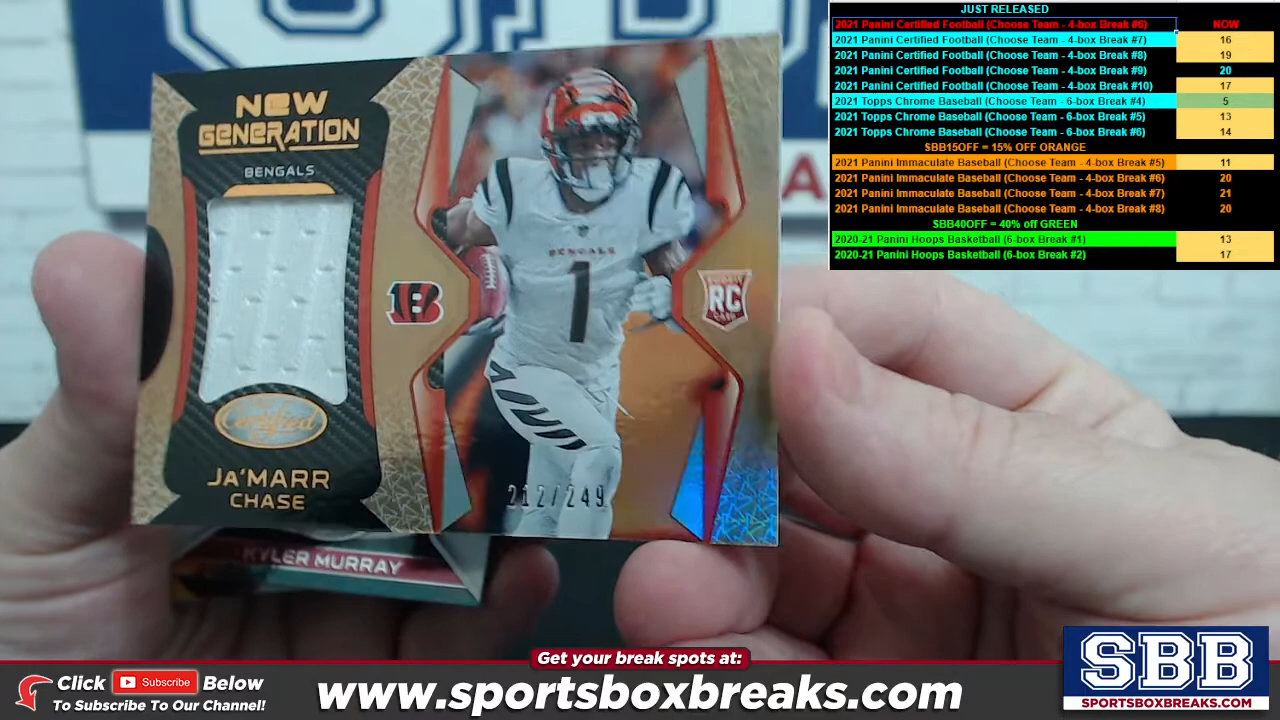 JUST RELEASED
2021 Panini Certified Football (Choose Team - 4-box Break #6) NOW
2021 Panini Certified Football (Choose Team - 4-box Break #7) 16
2021 Panini Certified Football (Choose Team - 4-box Break #8) 19
2021 Panini Certified Football (Choose Team - 4-box Break #9) 20
2021 Panini Certified Football (Choose Team - 4-box Break #10) 17
2021 Topps Chrome Baseball (Choose Team - 6-box Break #4) 5
2021 Topps Chrome Baseball (Choose Team - 6-box Break #5) 13
2021 Topps Chrome Baseball (Choose Team - 6-box Break #6) 14
SBB15OFF = 15% OFF ORANGE
2021 Panini Immaculate Baseball (Choose Team - 4-box Break #5) 11
2021 Panini Immaculate Baseball (Choose Team - 4-box Break #6) 20
2021 Panini Immaculate Baseball (Choose Team - 4-box Break #7) 21
2021 Panini Immaculate Baseball (Choose Team - 4-box Break #8) 20
SBB40OFF = 40% off GREEN
2020-21 Panini Hoops Basketball (6-box Break #1) 13
2020-21 Panini Hoops Basketball (6-box Break #2) 17
NEW
GENERATION
BENGALS
Certified
JA'MARR
CHASE
1
BENGALS
1
B
RC
212/249
KYLER MURRAY
Get your break spots at:
Click Subscribe Below
To Subscribe To Our Channel!
www.sportsboxbreaks.com
SBB
SPORTSBOXBREAKS.COM